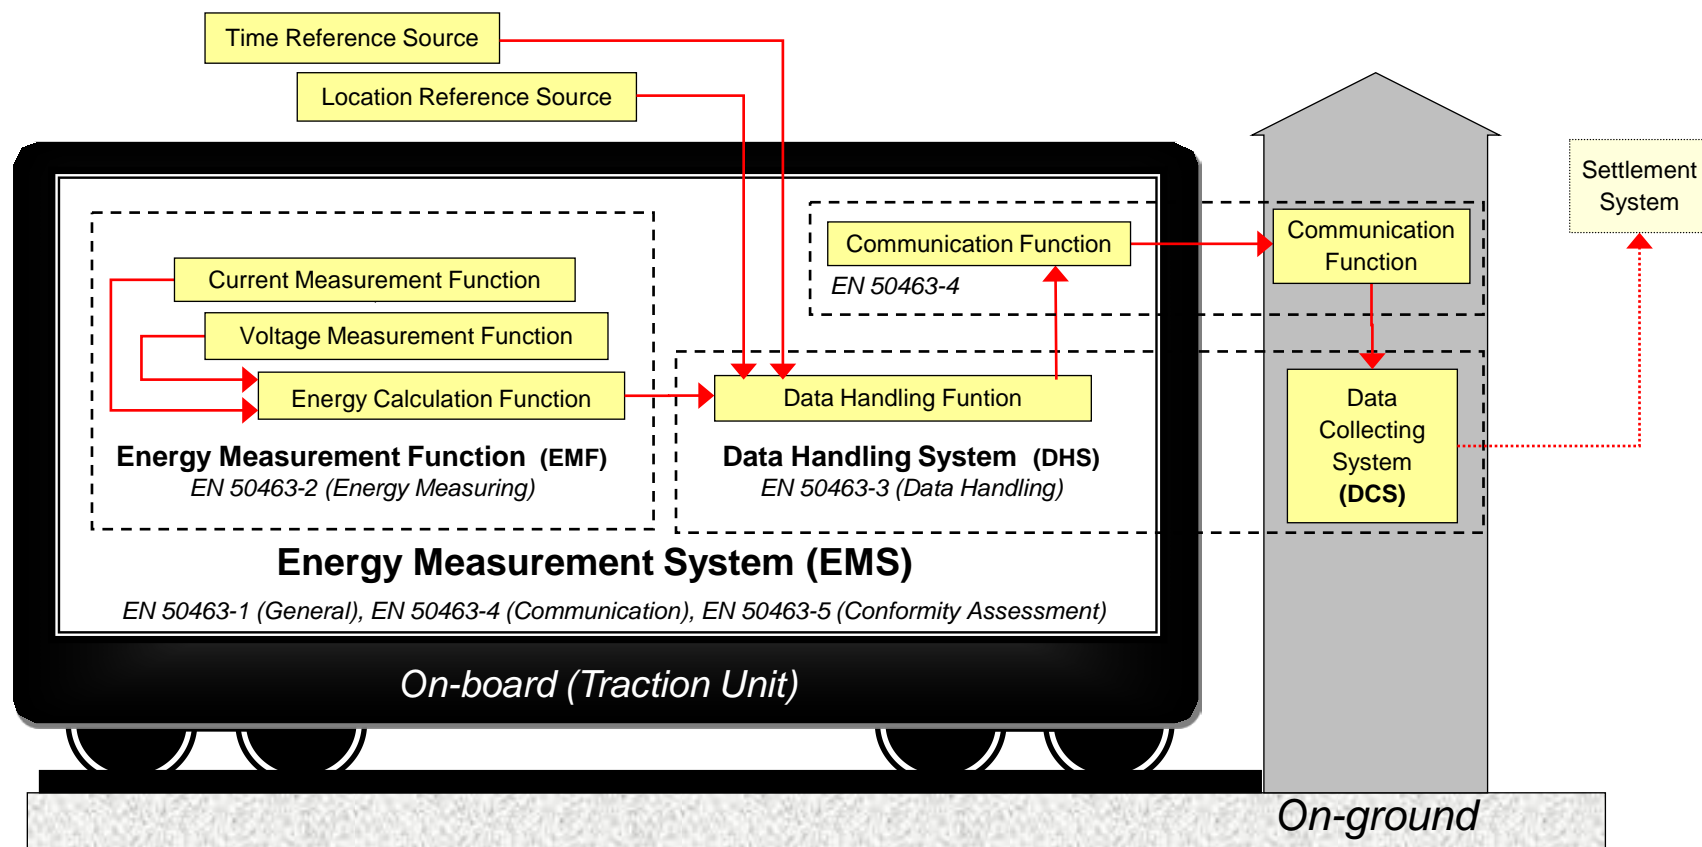 Time Reference Source
Location Reference Source
Settlement
System
Communication Function
EN 50463-4
Communication
Function
Current Measurement Function
Voltage Measurement Function
Energy Calculation Function
Data Handling Funtion
Data
Collecting
System
(DCS)
Energy Measurement Function (EMF)
EN 50463-2 (Energy Measuring)
Data Handling System (DHS)
EN 50463-3 (Data Handling)
Energy Measurement System (EMS)
EN 50463-1 (General), EN 50463-4 (Communication), EN 50463-5 (Conformity Assessment)
On-board (Traction Unit)
On-ground